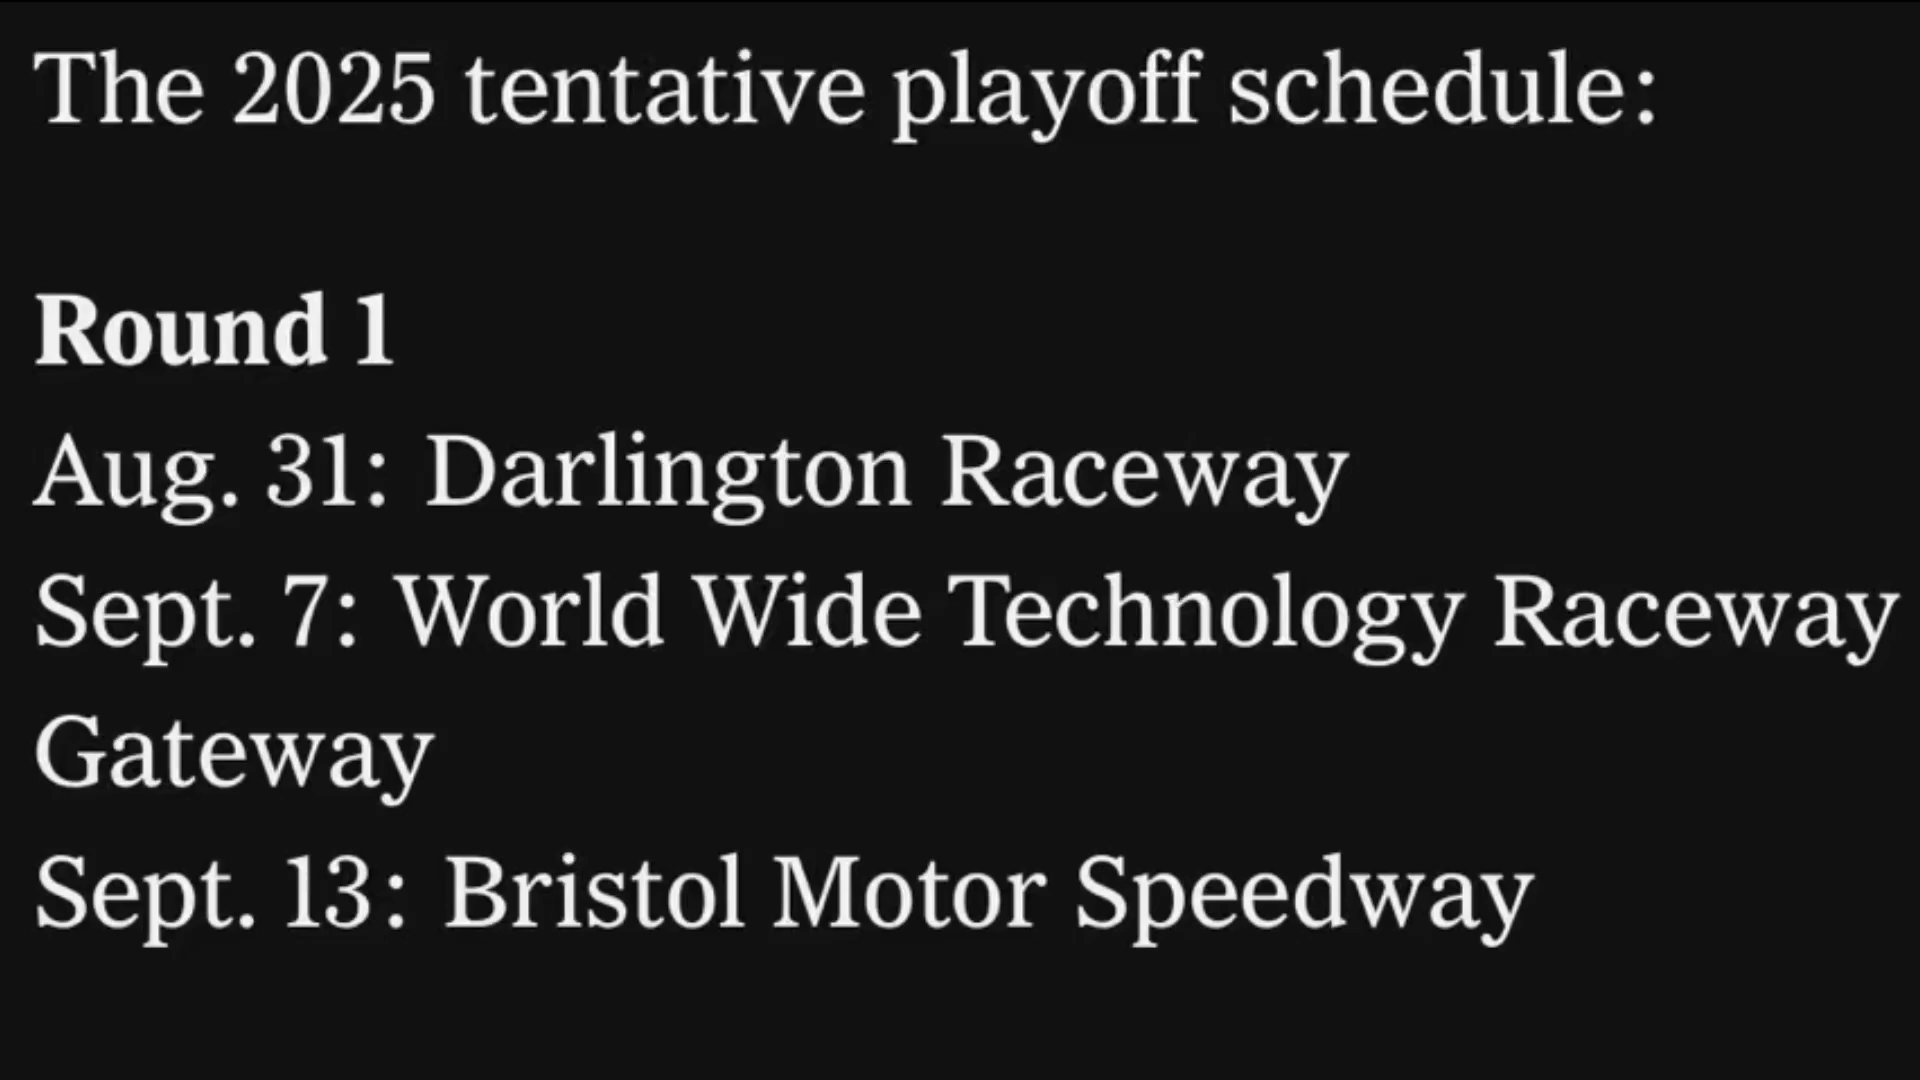 The 2025 tentative playoff schedule:
Round 1
Aug. 31: Darlington Raceway
Sept. 7: World Wide Technology Raceway
Gateway
Sept. 13: Bristol Motor Speedway